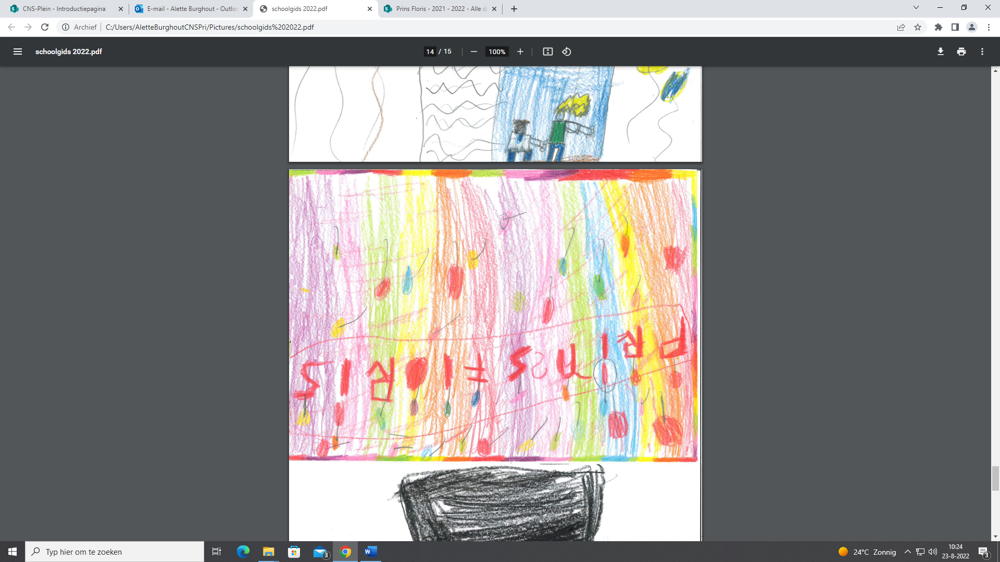 CNS-Plein - Introductiepagina
E-mail - Alette Burghout - Outloo
schoolgids 2022.pdf
Prins Floris - 2021 - 2022 - Alle d
Archief
C:/Users/AletteBurghoutCNSPri/Pictures/schoolgids%202022.pdf
schoolgids 2022.pdf
14 / 15
100%
PRINS FlORIS
Typ hier om te zoeken
3
24°C Zonnig
10:24
23-8-2022
3